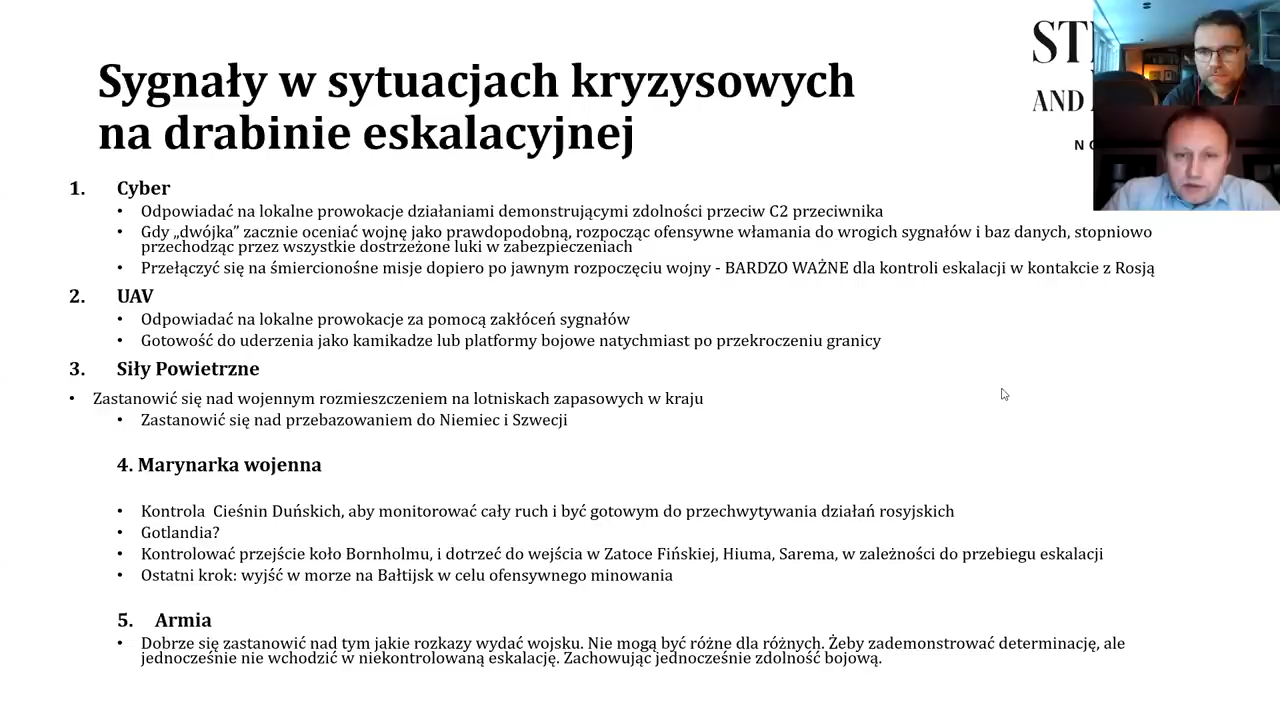 Sygnały w sytuacjach kryzysowych
na drabinie eskalacyjnej
1. Cyber
• Odpowiadać na lokalne prowokacje działaniami demonstrującymi zdolności przeciw C2 przeciwnika
• Gdy „dwójka” zacznie oceniać wojnę jako prawdopodobną, rozpocząc ofensywne włamania do wrogich sygnałów i baz danych, stopniowo
przechodząc przez wszystkie dostrzeżone luki w zabezpieczeniach
• Przełączyć się na śmiercionośne misje dopiero po jawnym rozpoczęciu wojny - BARDZO WAŻNE dla kontroli eskalacji w kontakcie z Rosją
2. UAV
• Odpowiadać na lokalne prowokacje za pomocą zakłóceń sygnałów
• Gotowość do uderzenia jako kamikadze lub platformy bojowe natychmiast po przekroczeniu granicy
3. Siły Powietrzne
• Zastanowić się nad wojennym rozmieszczeniem na lotniskach zapasowych w kraju
• Zastanowić się nad przebazowaniem do Niemiec i Szwecji
4. Marynarka wojenna
• Kontrola Cieśnin Duńskich, aby monitorować cały ruch i być gotowym do przechwytywania działań rosyjskich
• Gotlandia?
• Kontrolować przejście koło Bornholmu, i dotrzeć do wejścia w Zatoce Fińskiej, Hiuma, Sarema, w zależności do przebiegu eskalacji
• Ostatni krok: wyjść w morze na Bałtijsk w celu ofensywnego minowania
5. Armia
• Dobrze się zastanowić nad tym jakie rozkazy wydać wojsku. Nie mogą być różne dla różnych. Żeby zademonstrować determinację, ale
jednocześnie nie wchodzić w niekontrolowaną eskalację. Zachowując jednocześnie zdolność bojową.
AND